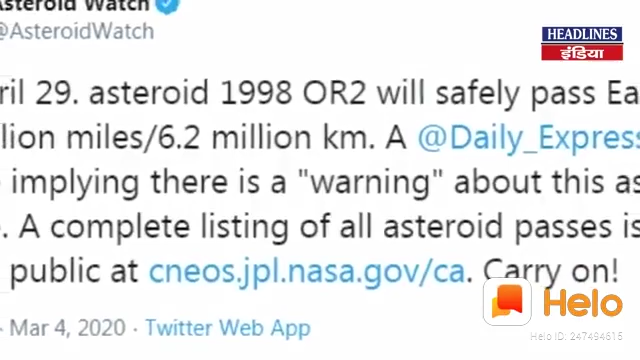 Asteroid Watch
@AsteroidWatch
HEADLINES
इंडिया
ril 29. asteroid 1998 OR2 will safely pass Ea
lion miles/6.2 million km. A @Daily_Express
implying there is a "warning" about this as
. A complete listing of all asteroid passes is
public at cneos.jpl.nasa.gov/ca. Carry on!
Helo
Helo ID: 247494615
· Mar 4, 2020 · Twitter Web App